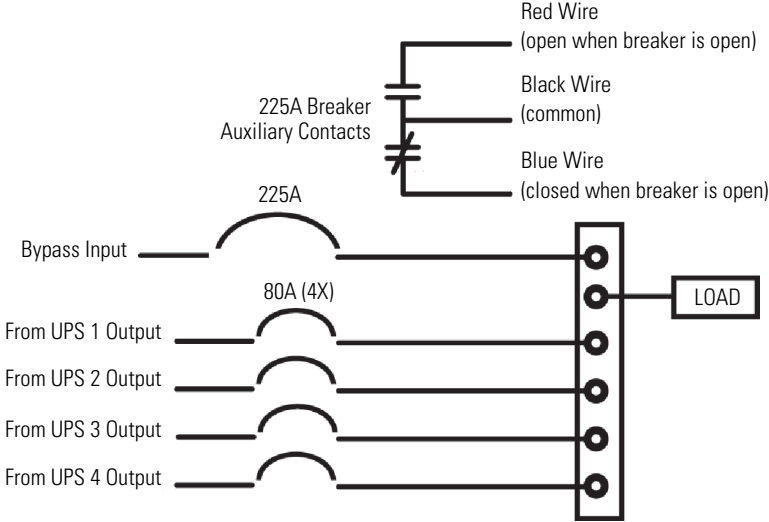 Red Wire
(open when breaker is open)
Black Wire
(common)
225A Breaker
Auxiliary Contacts
Blue Wire
(closed when breaker is open)
225A
Bypass Input
80A (4X)
LOAD
From UPS 1 Output
From UPS 2 Output
From UPS 3 Output
From UPS 4 Output